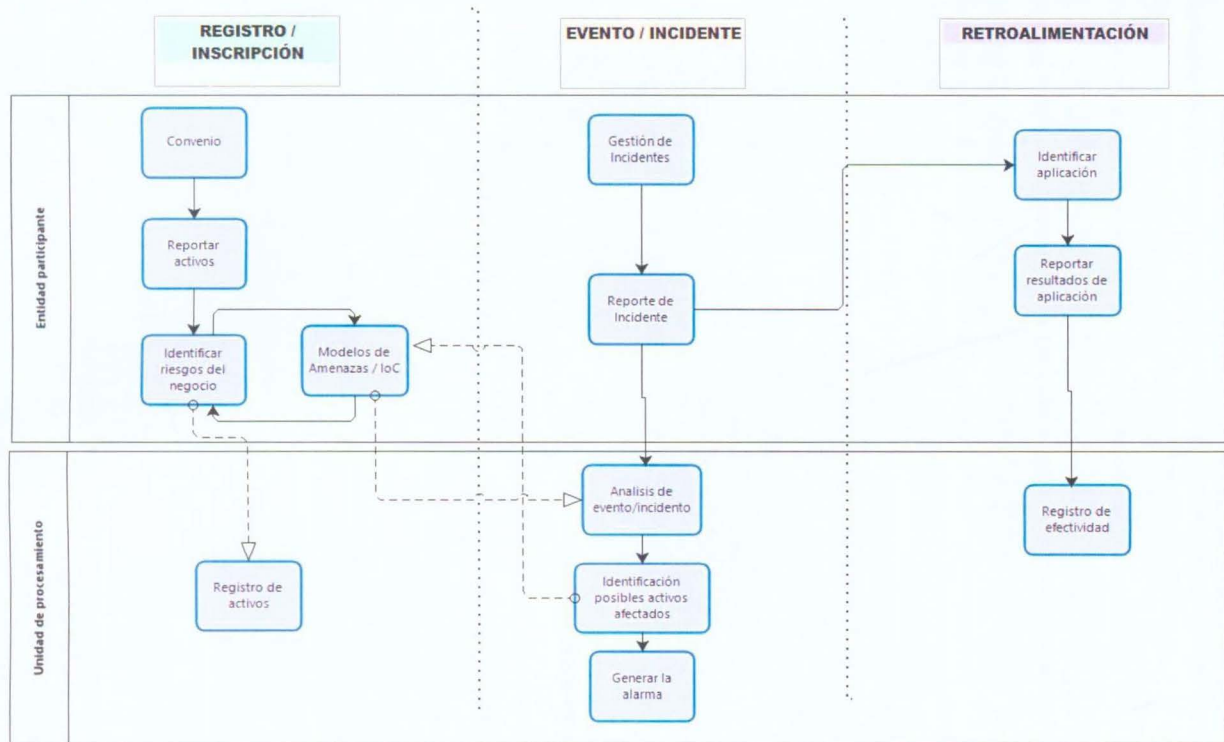 REGISTRO /
INSCRIPCIÓN
EVENTO / INCIDENTE
RETROALIMENTACIÓN
Entidad participante
Convenio
Reportar
activos
Identificar
riesgos del
negocio
Modelos de
Amenazas / IoC
Gestión de
Incidentes
Reporte de
Incidente
Identificar
aplicación
Reportar
resultados de
aplicación
Unidad de procesamiento
Registro de
activos
Analisis de
evento/incidento
Identificación
posibles activos
afectados
Generar la
alarma
Registro de
efectividad